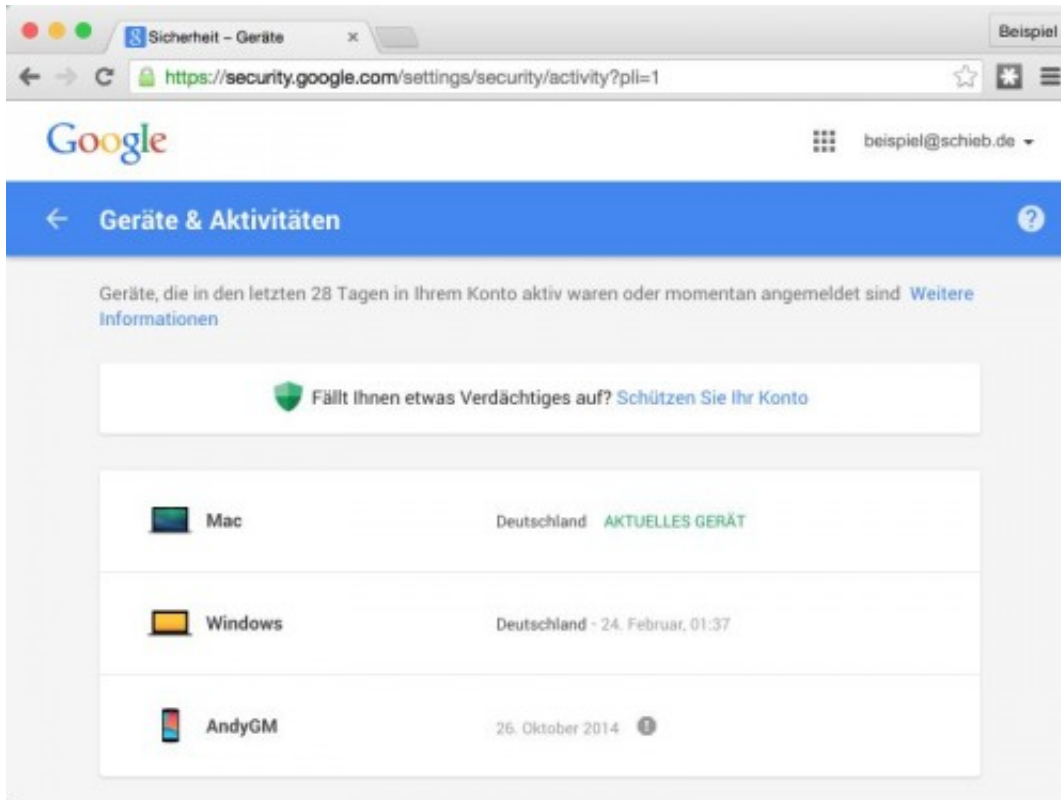 Sicherheit – Geräte
Beispiel
https://security.google.com/settings/security/activity?pli=1
Google
beispiel@schieb.de
Geräte & Aktivitäten
Geräte, die in den letzten 28 Tagen in Ihrem Konto aktiv waren oder momentan angemeldet sind Weitere
Informationen
Fällt Ihnen etwas Verdächtiges auf? Schützen Sie Ihr Konto
Mac Deutschland AKTUELLES GERÄT
Windows Deutschland - 24. Februar, 01:37
AndyGM 26. Oktober 2014